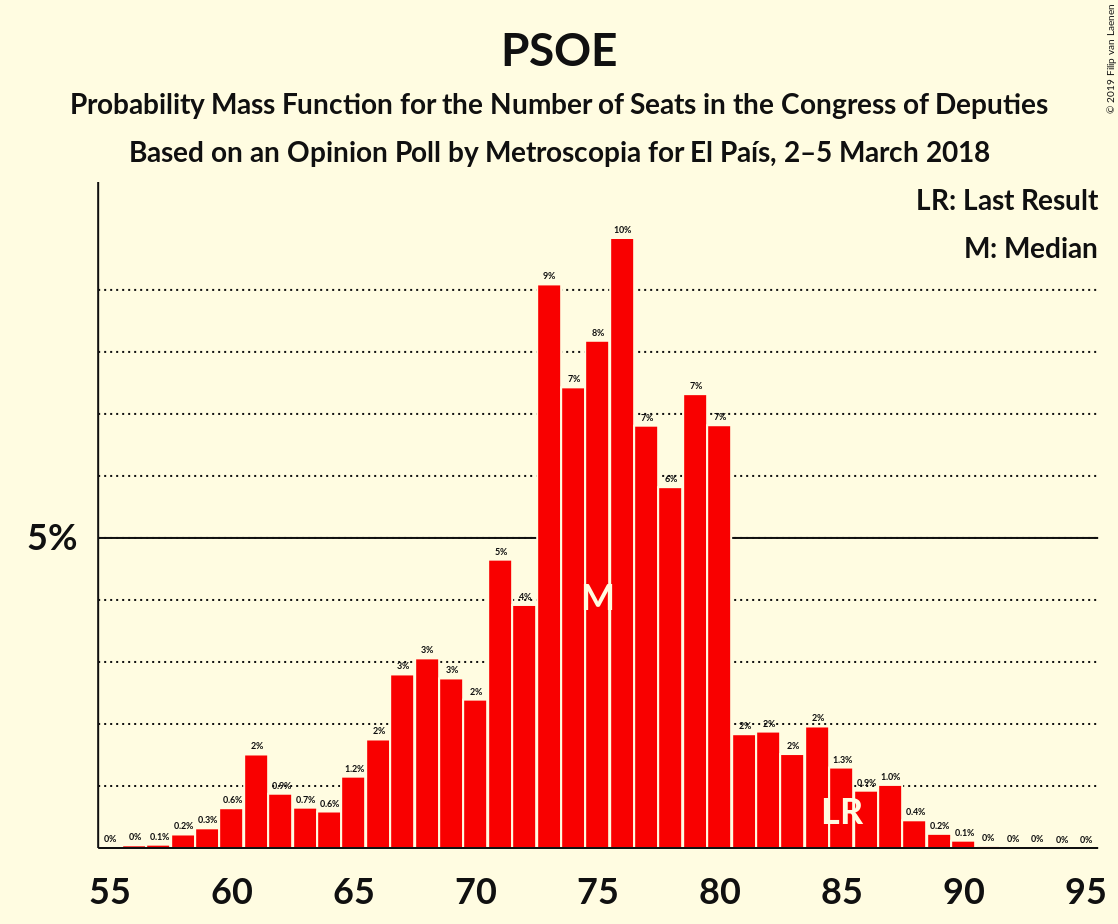 © 2019 Filip van Laenen
PSOE
Probability Mass Function for the Number of Seats in the Congress of Deputies
Based on an Opinion Poll by Metroscopia for El País, 2–5 March 2018
LR: Last Result
M: Median
5%
0% 0% 0.1% 0.2% 0.3% 0.6% 2% 0.9% 0.7% 0.6% 1.2% 2% 3% 3% 3% 2% 5% 4% 9% 7% 8% 10% 7% 6% 7% 7% 2% 2% 2% 2% 1.3% 0.9% 1.0% 0.4% 0.2% 0.1% 0% 0% 0% 0% 0%
M
LR
55 60 65 70 75 80 85 90 95